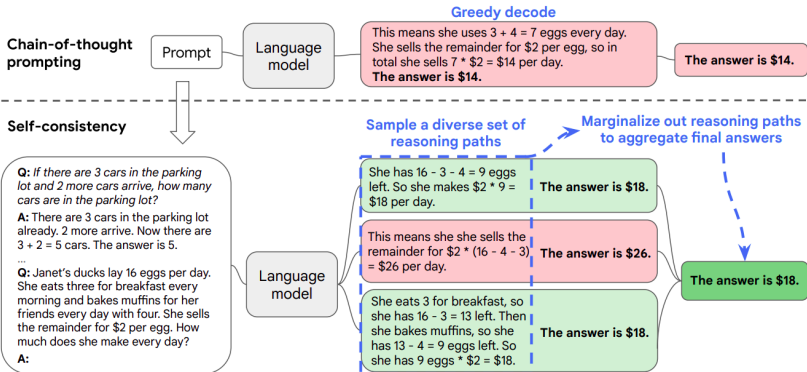 Greedy decode
Chain-of-thought
prompting
Prompt
Language
model
This means she uses 3 + 4 = 7 eggs every day.
She sells the remainder for $2 per egg, so in
total she sells 7 * $2 = $14 per day.
The answer is $14.
The answer is $14.
Self-consistency
Sample a diverse set of
reasoning paths
Marginalize out reasoning paths
to aggregate final answers
Q: If there are 3 cars in the parking
lot and 2 more cars arrive, how many
cars are in the parking lot?
A: There are 3 cars in the parking lot
already. 2 more arrive. Now there are
3 + 2 = 5 cars. The answer is 5.
...
Q: Janet's ducks lay 16 eggs per day.
She eats three for breakfast every
morning and bakes muffins for her
friends every day with four. She sells
the remainder for $2 per egg. How
much does she make every day?
A:
Language
model
She has 16 - 3 - 4 = 9 eggs
left. So she makes $2 * 9 =
$18 per day.
The answer is $18.
This means she she sells the
remainder for $2 * (16 - 4 - 3)
= $26 per day.
The answer is $26.
She eats 3 for breakfast, so
she has 16 - 3 = 13 left. Then
she bakes muffins, so she
has 13 - 4 = 9 eggs left. So
she has 9 eggs * $2 = $18.
The answer is $18.
The answer is $18.